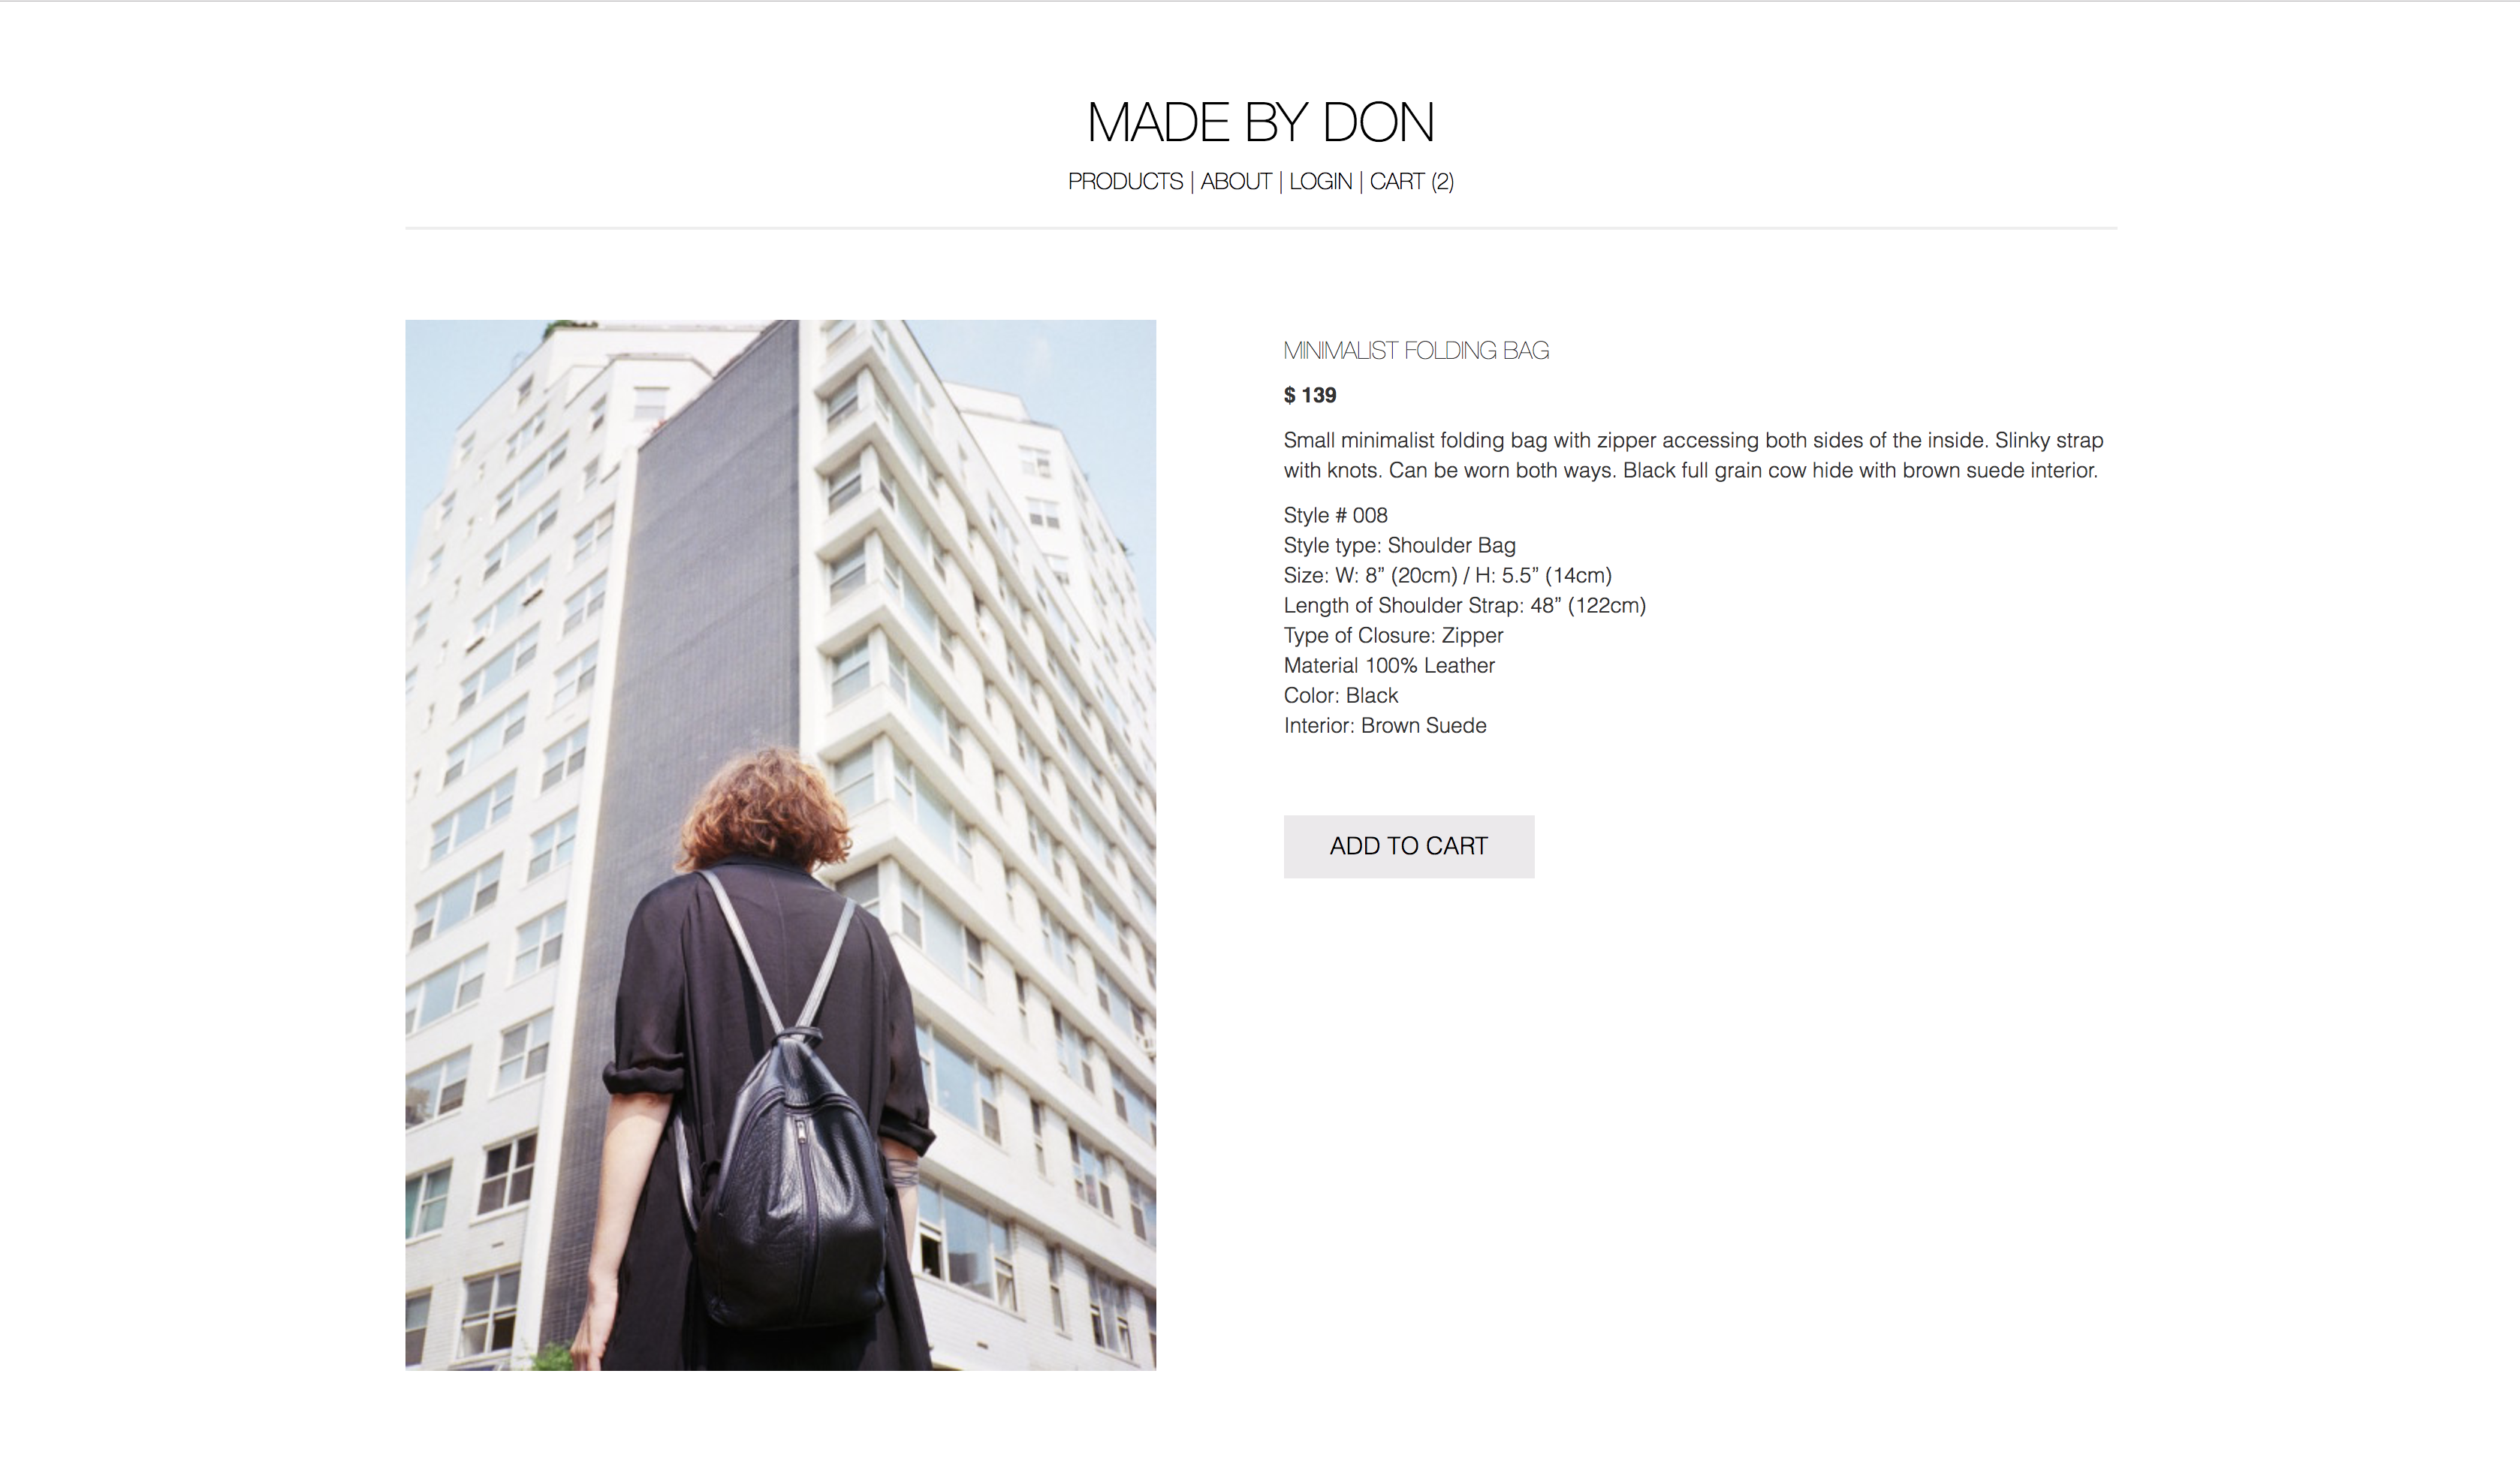 MADE BY DON
PRODUCTS | ABOUT | LOGIN | CART (2)
MINIMALIST FOLDING BAG
$ 139
Small minimalist folding bag with zipper accessing both sides of the inside. Slinky strap
with knots. Can be worn both ways. Black full grain cow hide with brown suede interior.
Style # 008
Style type: Shoulder Bag
Size: W: 8” (20cm) / H: 5.5” (14cm)
Length of Shoulder Strap: 48” (122cm)
Type of Closure: Zipper
Material 100% Leather
Color: Black
Interior: Brown Suede
ADD TO CART